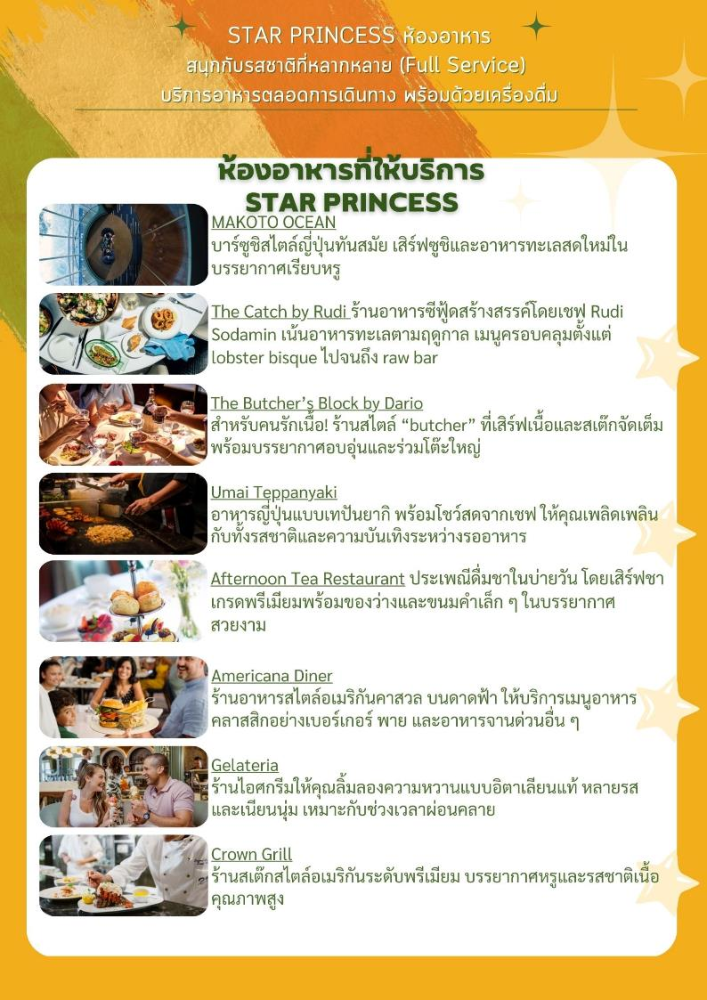 STAR PRINCESS ห้องอาหาร
สนุกกับรสชาติที่หลากหลาย (Full Service)
บริการอาหารตลอดการเดินทาง พร้อมด้วยเครื่องดื่ม
ห้องอาหารที่ให้บริการ
STAR PRINCESS
MAKOTO OCEAN
บาร์ซูชิสไตล์ญี่ปุ่นทันสมัย เสิร์ฟซูชิและอาหารทะเลสดใหม่ใน
บรรยากาศเรียบหรู
The Catch by Rudi ร้านอาหารซีฟู้ดสร้างสรรค์โดยเชฟ Rudi
Sodamin เน้นอาหารทะเลตามฤดูกาล เมนูครอบคลุมตั้งแต่
lobster bisque ไปจนถึง raw bar
The Butcher’s Block by Dario
สำหรับคนรักเนื้อ! ร้านสไตล์ “butcher” ที่เสิร์ฟเนื้อและสเต๊กจัดเต็ม
พร้อมบรรยากาศอบอุ่นและร่วมโต๊ะใหญ่
Umai Teppanyaki
อาหารญี่ปุ่นแบบเทปันยากิ พร้อมโชว์สดจากเชฟ ให้คุณเพลิดเพลิน
กับทั้งรสชาติและความบันเทิงระหว่างรออาหาร
Afternoon Tea Restaurant ประเพณีดื่มชาในบ่ายวัน โดยเสิร์ฟชา
เกรดพรีเมียมพร้อมของว่างและขนมคำเล็ก ๆ ในบรรยากาศ
สวยงาม
Americana Diner
ร้านอาหารสไตล์อเมริกันคาสวล บนดาดฟ้า ให้บริการเมนูอาหาร
คลาสสิกอย่างเบอร์เกอร์ พาย และอาหารจานด่วนอื่น ๆ
Gelateria
ร้านไอศกรีมให้คุณลิ้มลองความหวานแบบอิตาเลียนแท้ หลายรส
และเนียนนุ่ม เหมาะกับช่วงเวลาผ่อนคลาย
Crown Grill
ร้านสเต๊กสไตล์อเมริกันระดับพรีเมียม บรรยากาศหรูและรสชาติเนื้อ
คุณภาพสูง